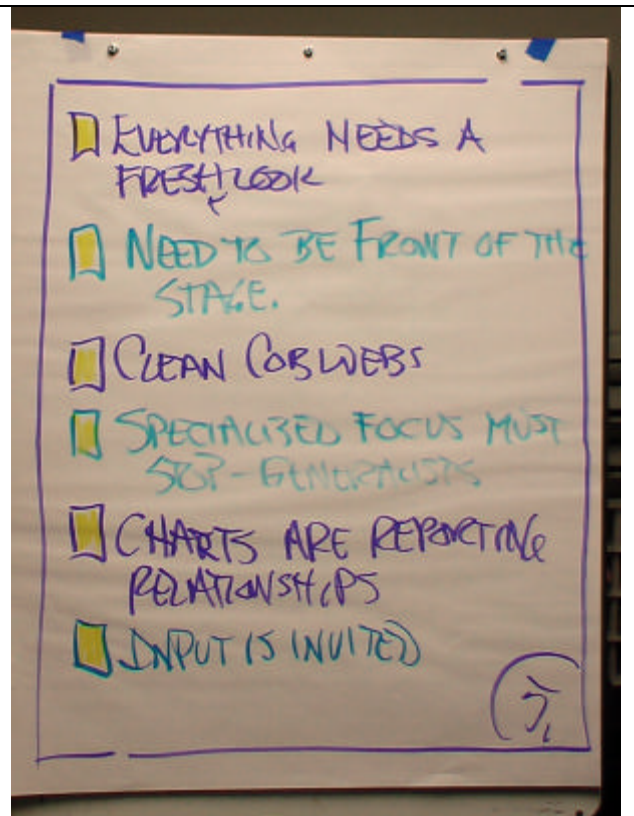 EVERYTHING NEEDS A
FRESH LOOK
NEED TO BE FRONT OF THE
STAGE.
CLEAN COBWEBS
SPECIALIZED FOCUS MUST
STOP - GENERALISTS
CHARTS ARE REPORTING
RELATIONSHIPS
INPUT IS INVITED